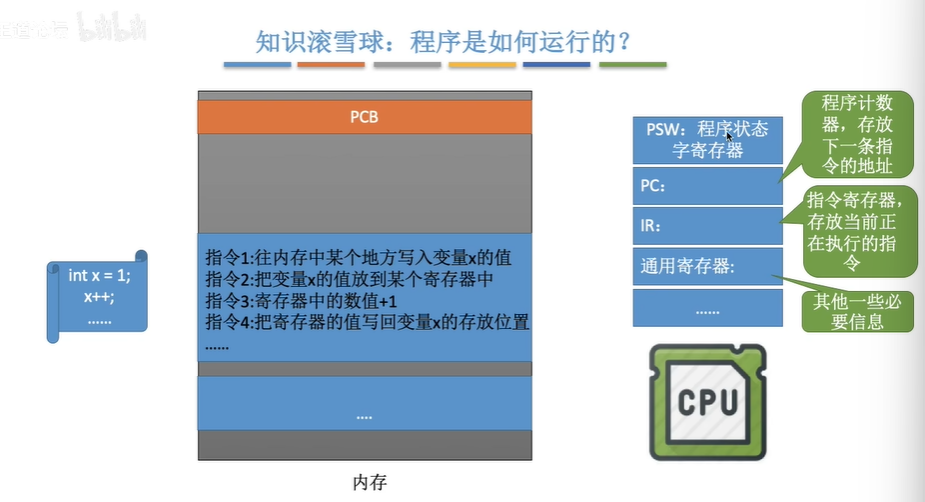 bilibili
知识滚雪球：程序是如何运行的？
int x = 1;
x++;
……
PCB
指令1:往内存中某个地方写入变量x的值
指令2:把变量x的值放到某个寄存器中
指令3:寄存器中的数值+1
指令4:把寄存器的值写回变量x的存放位置
……
....
内存
PSW：程序状态
字寄存器
PC：
IR：
通用寄存器:
……
程序计数
器，存放
下一条指
令的地址
指令寄存器，
存放当前正
在执行的指
令
其他一些必
要信息
CPU